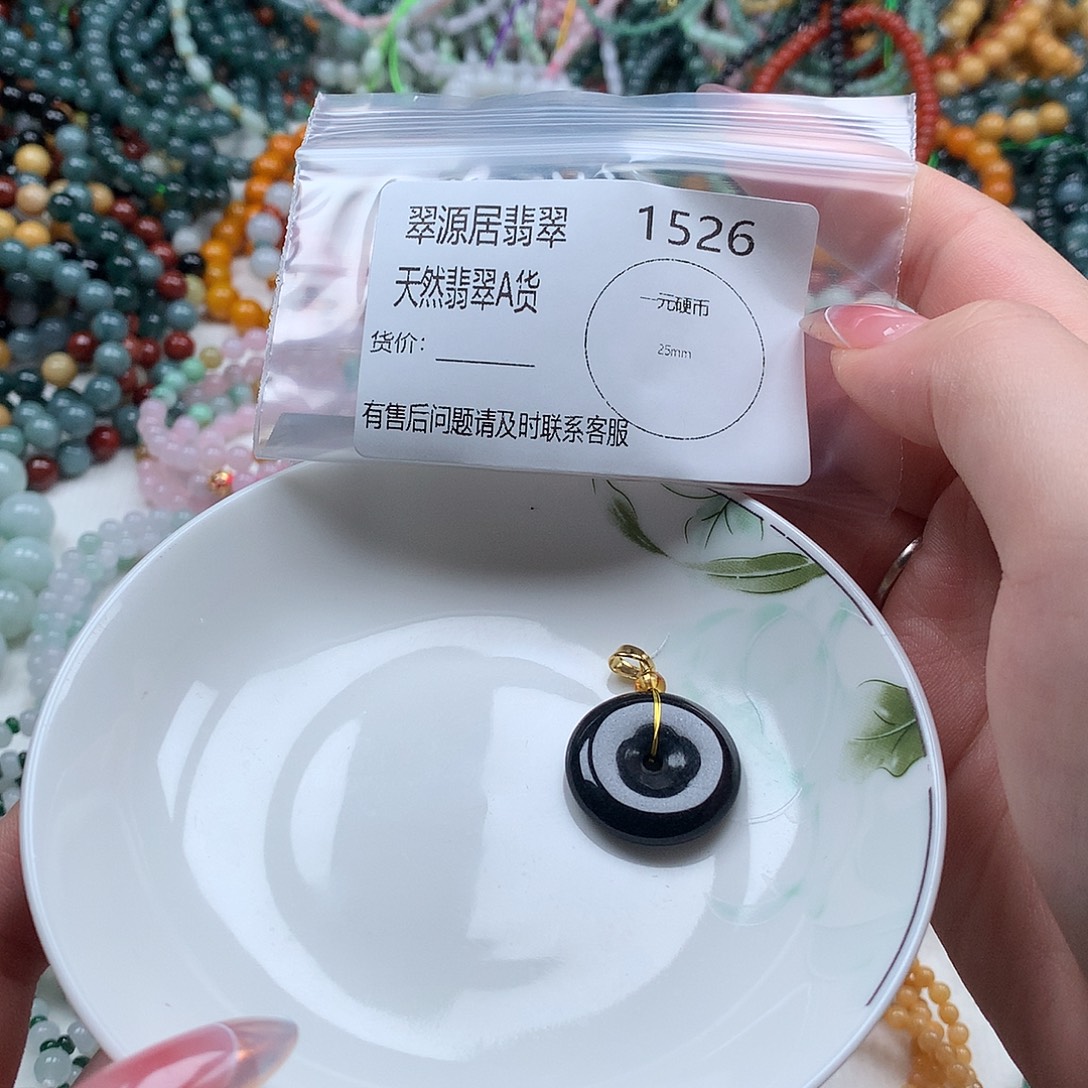 翠源居翡翠
1526
天然翡翠A货
一元硬币
25mm
货价：
有售后问题请及时联系客服